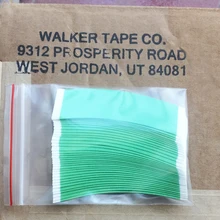 WALKER TAPE CO.
9312 PROSPERITY ROAD
WEST JORDAN, UT 84081